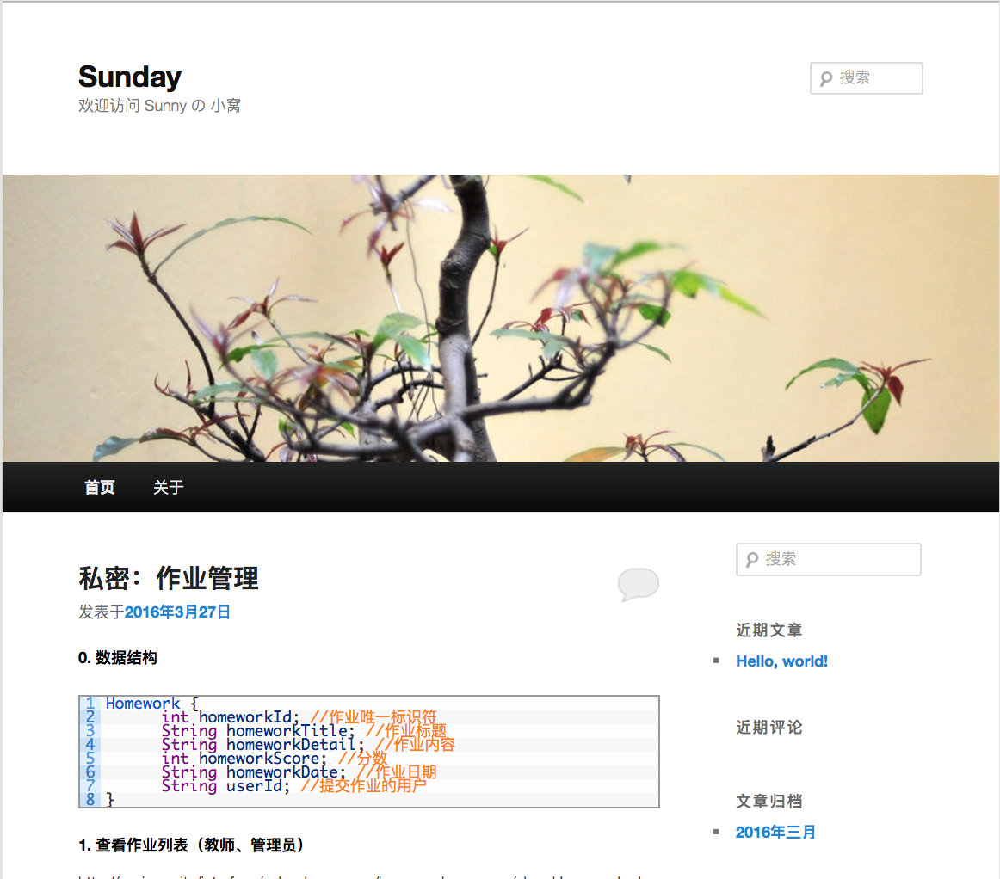 Sunday
欢迎访问 Sunny の 小窝
搜索
首页 关于
私密：作业管理
发表于2016年3月27日
0. 数据结构
1 Homework {
2 int homeworkId; //作业唯一标识符
3 String homeworkTitle; //作业标题
4 String homeworkDetail; //作业内容
5 int homeworkScore; //分数
6 String homeworkDate; //作业日期
7 String userId; //提交作业的用户
8 }
1. 查看作业列表（教师、管理员）
搜索
近期文章
Hello, world!
近期评论
文章归档
2016年三月